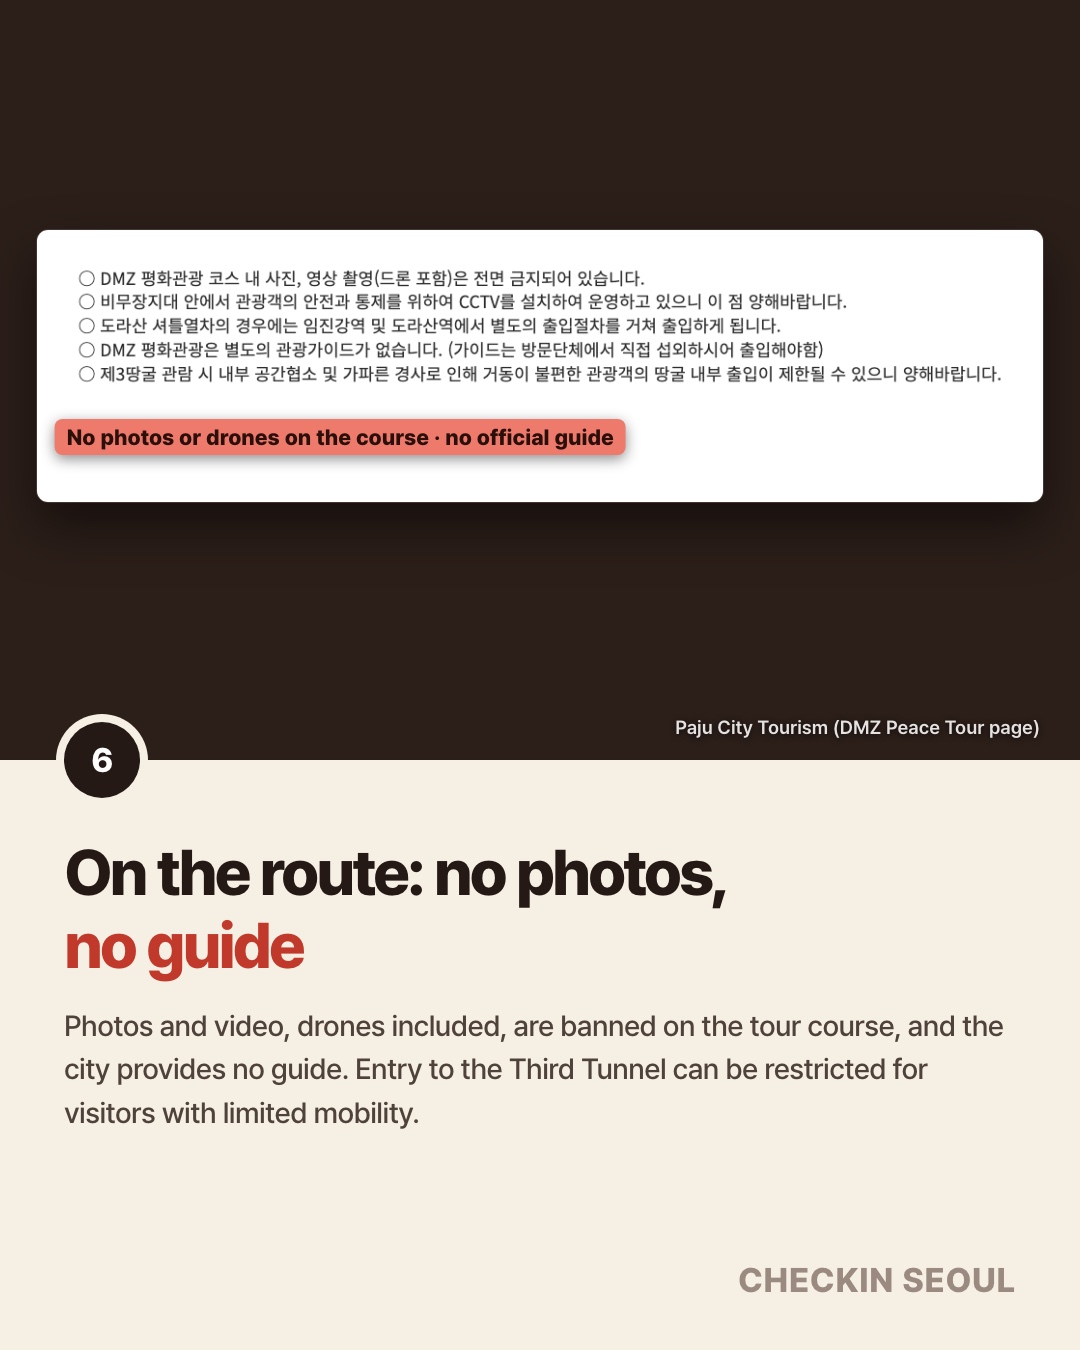 ○ DMZ 평화관광 코스 내 사진, 영상 촬영(드론 포함)은 전면 금지되어 있습니다.
○ 비무장지대 안에서 관광객의 안전과 통제를 위하여 CCTV를 설치하여 운영하고 있으니 이 점 양해바랍니다.
○ 도라산 셔틀열차의 경우에는 임진강역 및 도라산역에서 별도의 출입절차를 거쳐 출입하게 됩니다.
○ DMZ 평화관광은 별도의 관광가이드가 없습니다. (가이드는 방문단체에서 직접 섭외하시어 출입해야함)
○ 제3땅굴 관람 시 내부 공간협소 및 가파른 경사로 인해 거동이 불편한 관광객의 땅굴 내부 출입이 제한될 수 있으니 양해바랍니다.
No photos or drones on the course · no official guide
Paju City Tourism (DMZ Peace Tour page)
6
On the route: no photos,
no guide
Photos and video, drones included, are banned on the tour course, and the
city provides no guide. Entry to the Third Tunnel can be restricted for
visitors with limited mobility.
CHECKIN SEOUL